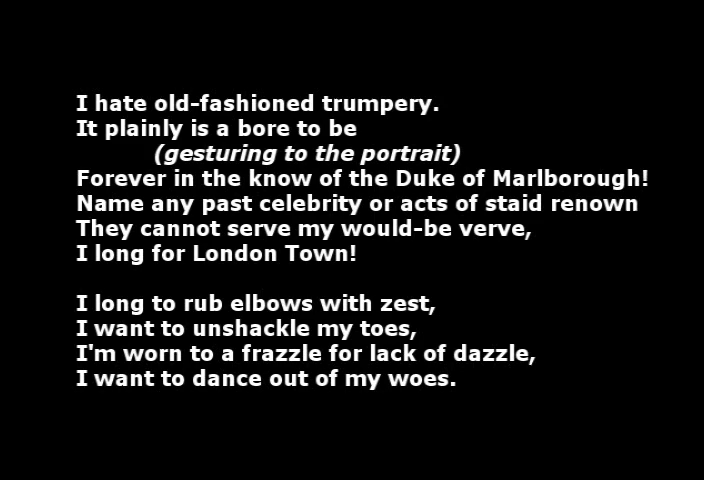 I hate old-fashioned trumpery.
It plainly is a bore to be
(gesturing to the portrait)
Forever in the know of the Duke of Marlborough!
Name any past celebrity or acts of staid renown
They cannot serve my would-be verve,
I long for London Town!

I long to rub elbows with zest,
I want to unshackle my toes,
I'm worn to a frazzle for lack of dazzle,
I want to dance out of my woes.